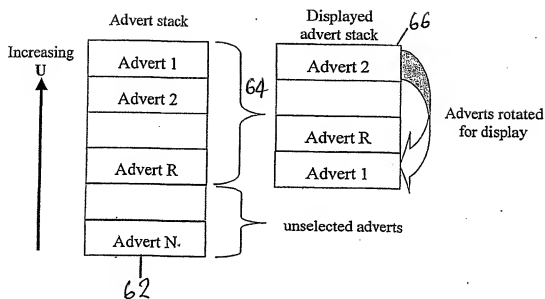 Advert stack
Increasing
U
Advert 1
Advert 2
Advert R
Advert N.
62
64
unselected adverts
Displayed
advert stack
66
Advert 2
Advert R
Advert 1
Adverts rotated
for display